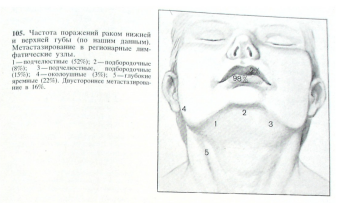 105. Частота поражений раком нижней
и верхней губы (по нашим данным).
Метастазирование в регионарные лим-
фатические узлы.
1—подчелюстные (52%); 2—подбородочные
(8%); 3—подчелюстные, подбородочные
(15%); 4—околоушные (3%); 5—глубокие
яремные (22%). Двустороннее метастазирова-
ние в 16%.
98%
4
2
1
3
5